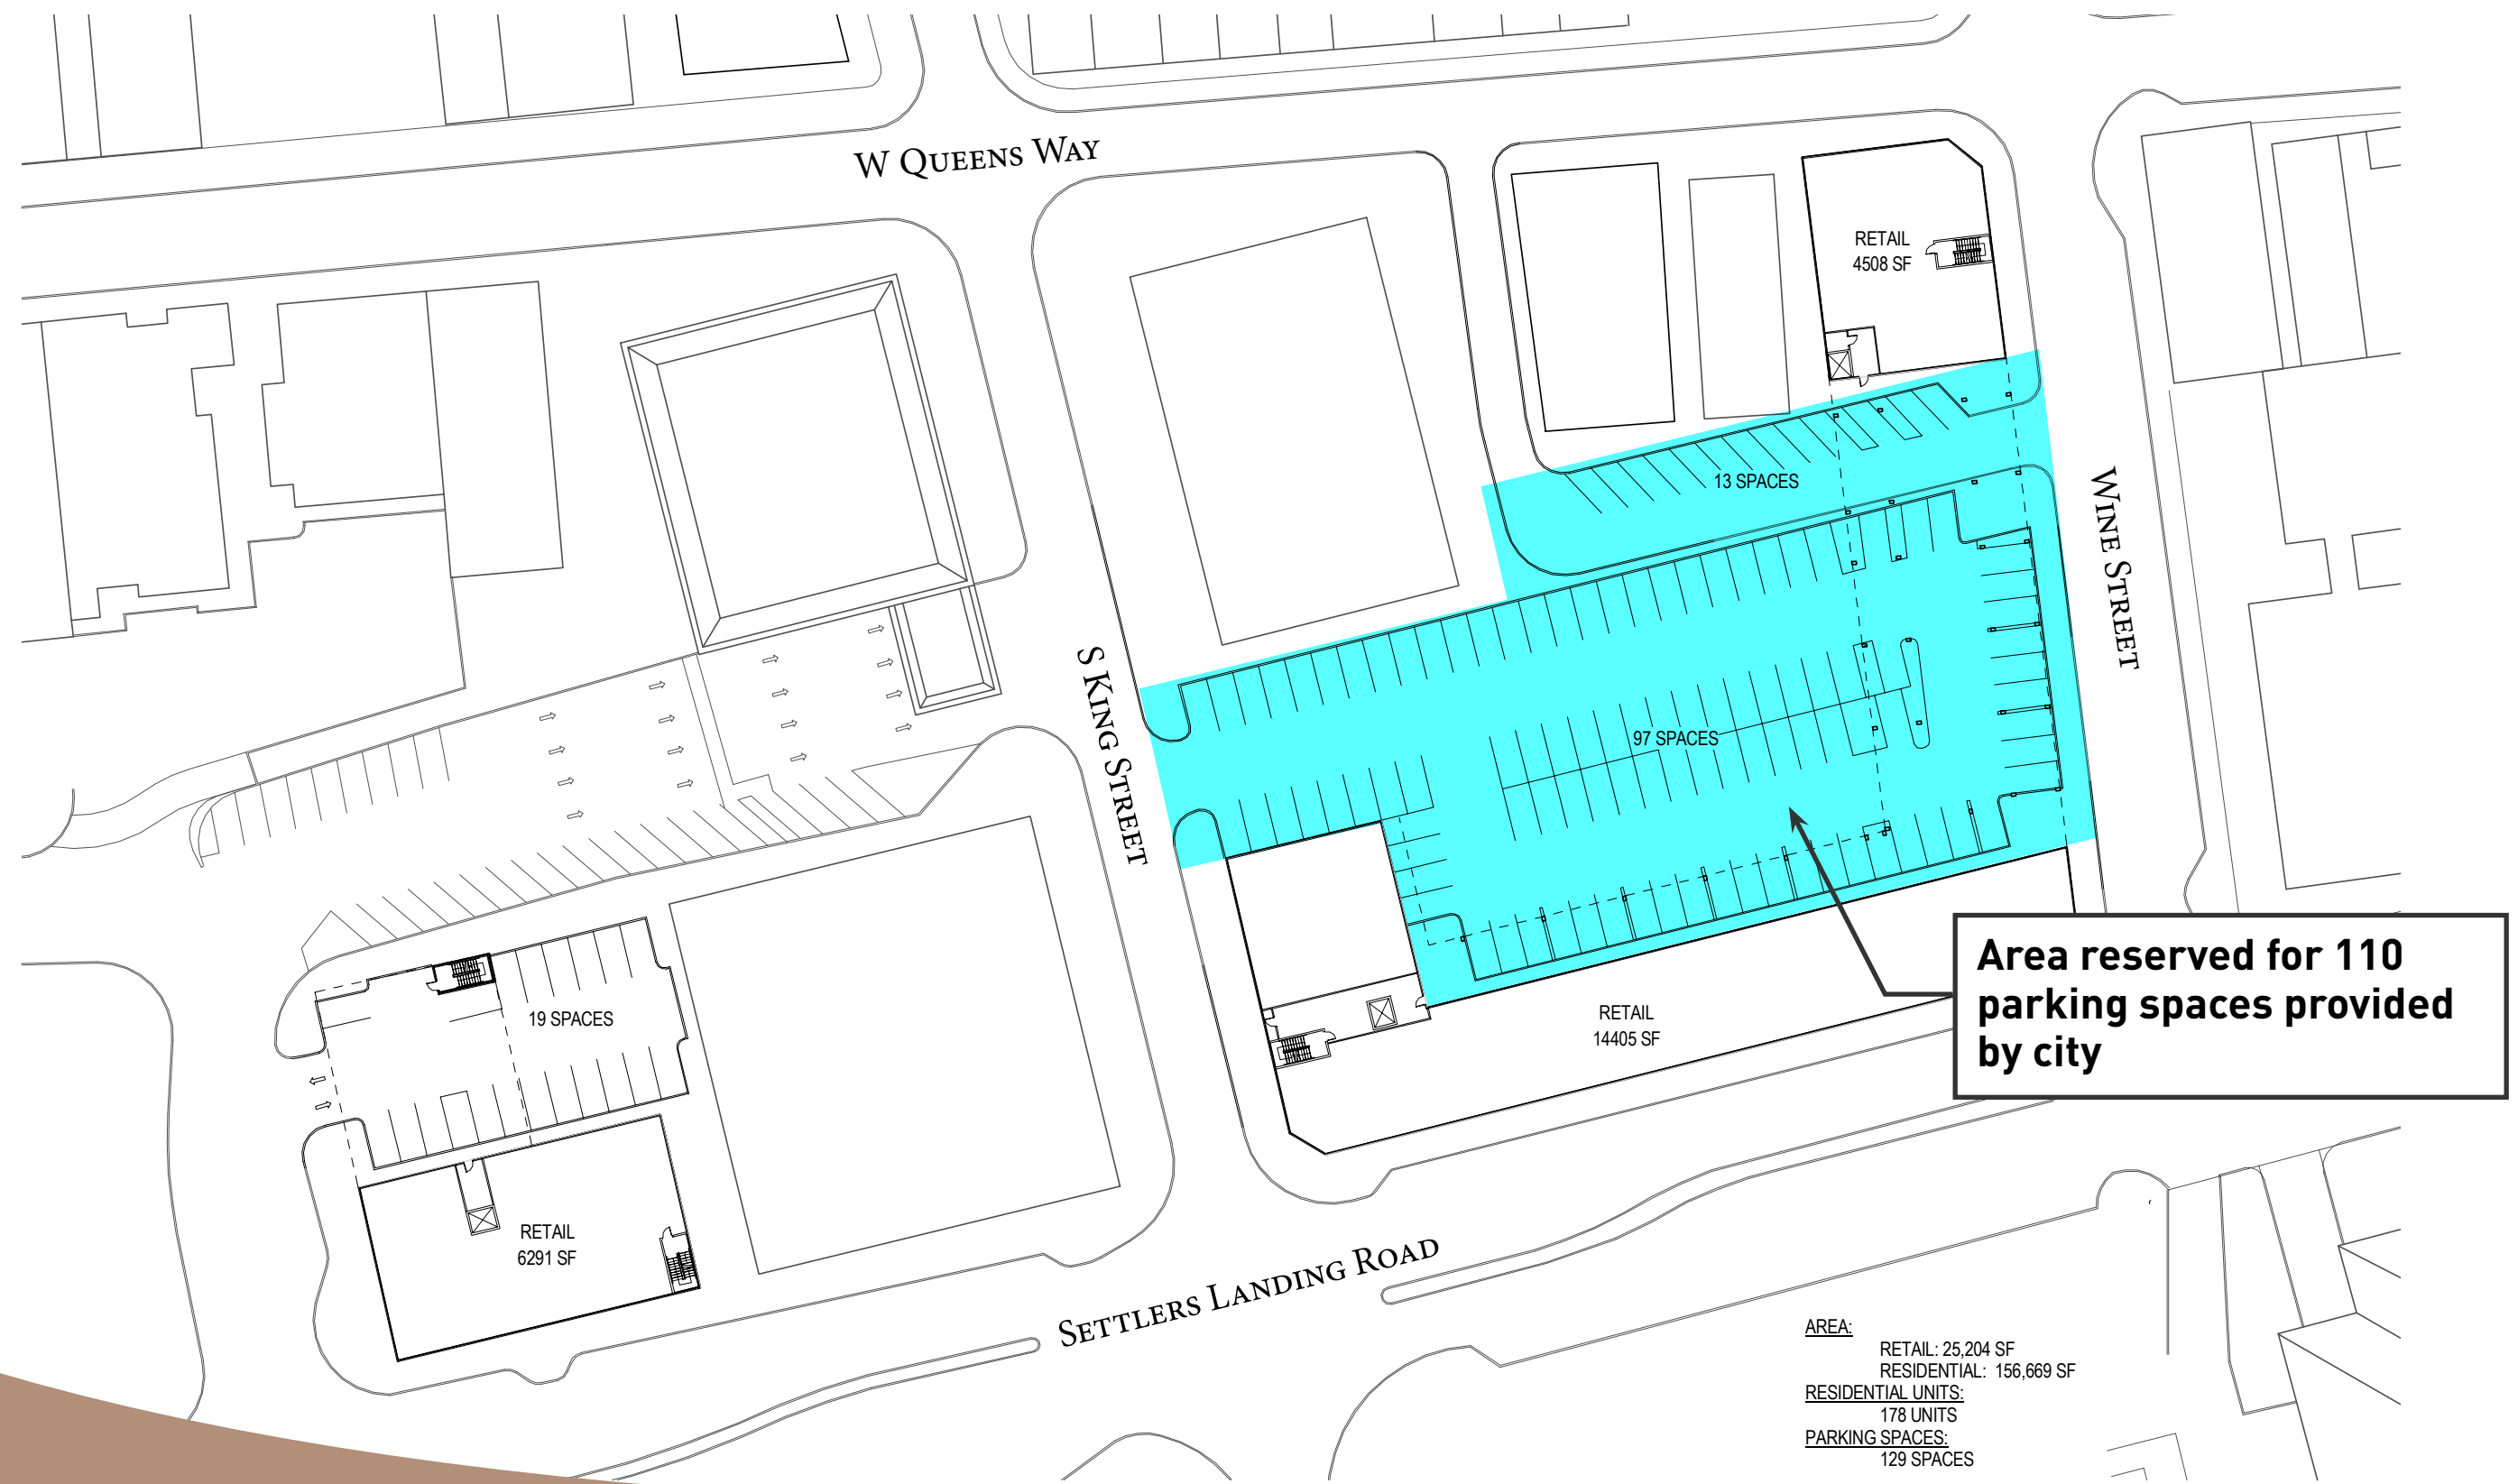 W QUEENS WAY
RETAIL
4508 SF
13 SPACES
WINE STREET
S KING STREET
97 SPACES
Area reserved for 110
parking spaces provided
by city
19 SPACES
RETAIL
14405 SF
RETAIL
6291 SF
SETTLERS LANDING ROAD
AREA:
RETAIL: 25,204 SF
RESIDENTIAL: 156,669 SF
RESIDENTIAL UNITS:
178 UNITS
PARKING SPACES:
129 SPACES